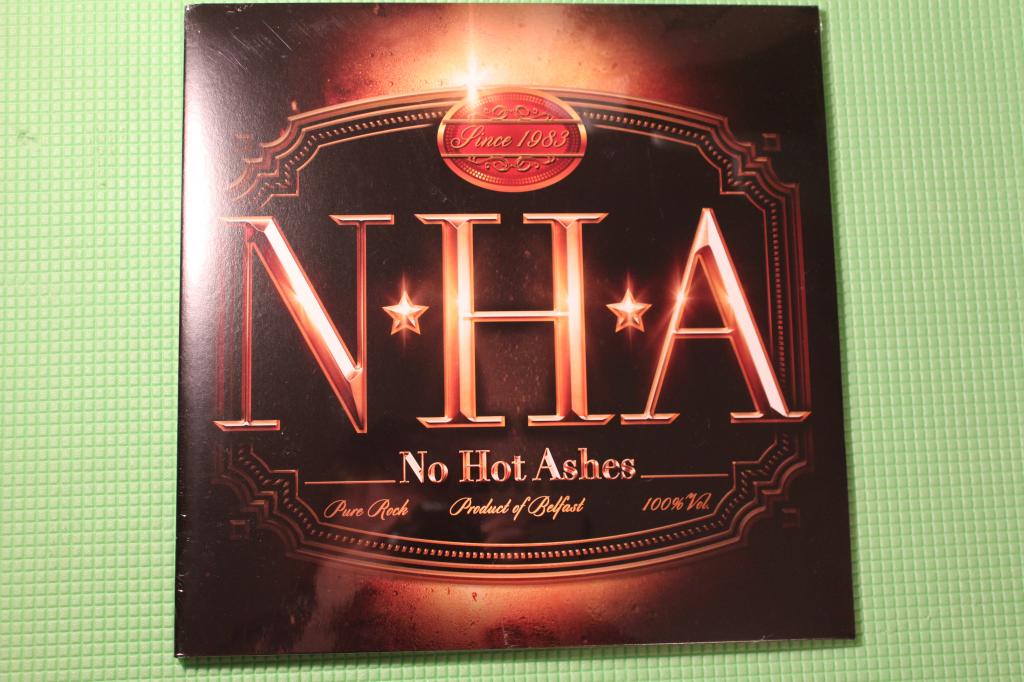 Since 1983
N★H★A
No Hot Ashes
Pure Rock Product of Belfast 100% Vol.